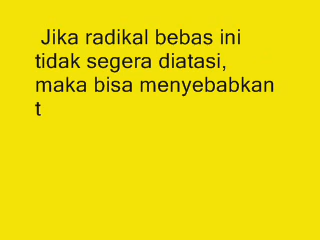 Jika radikal bebas ini
tidak segera diatasi,
maka bisa menyebabkan
t